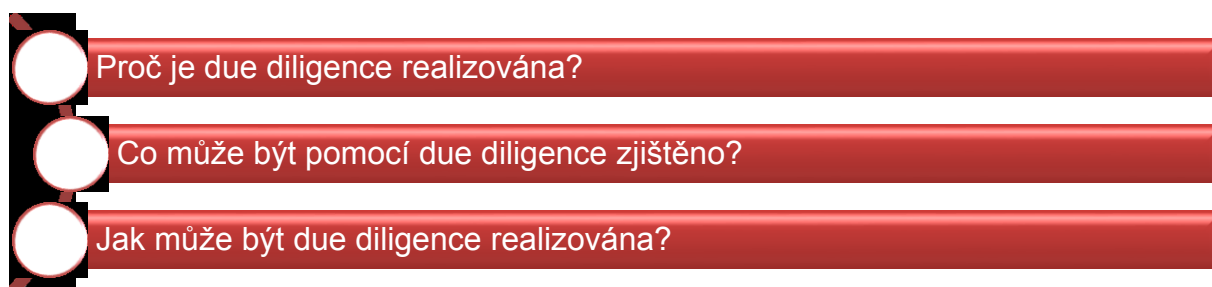 Proč je due diligence realizována?
Co může být pomocí due diligence zjištěno?
Jak může být due diligence realizována?